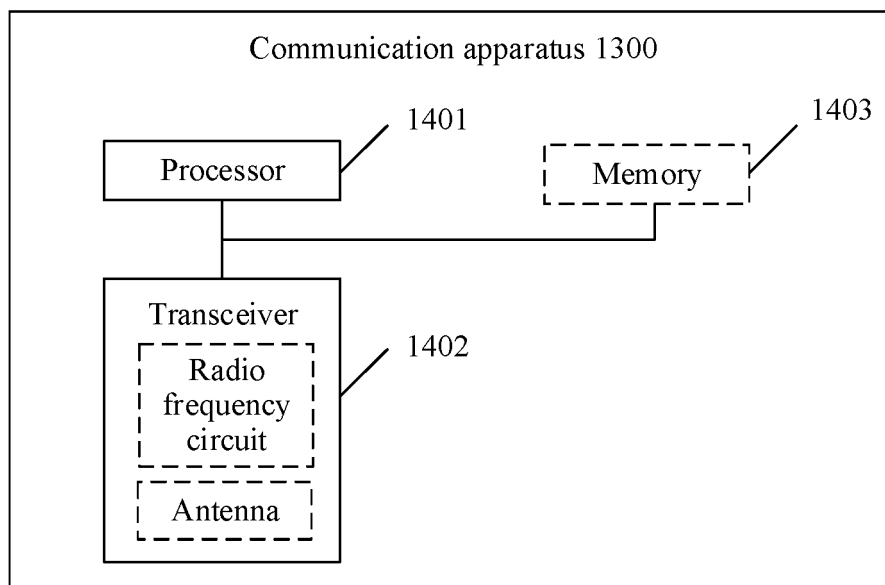 Communication apparatus 1300
1401
1403
Processor
Memory
Transceiver
1402
Radio
frequency
circuit
Antenna